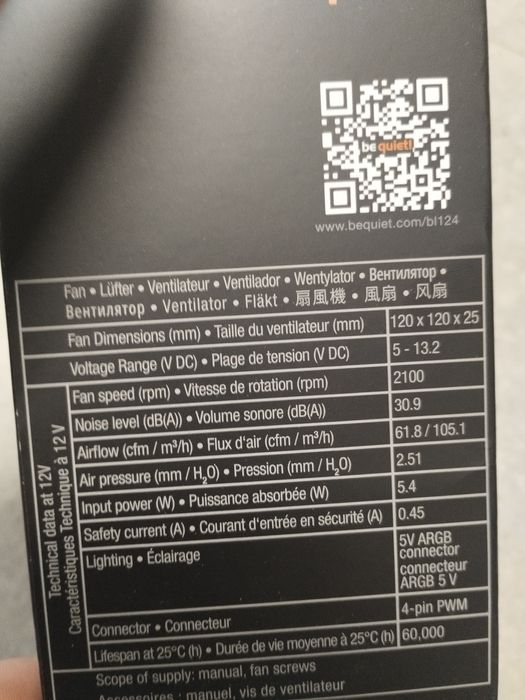 be quiet!
www.bequiet.com/bl124
Fan • Lüfter • Ventilateur • Ventilador • Wentylator • Вентилятор •
Вентилятор • Ventilator • Fläkt • 扇風機 • 風扇 • 风扇
Fan Dimensions (mm) • Taille du ventilateur (mm) 120 x 120 x 25
Voltage Range (V DC) • Plage de tension (V DC) 5 - 13.2
Technical data at 12V
Caractéristiques Technique à 12 V
Fan speed (rpm) • Vitesse de rotation (rpm) 2100
Noise level (dB(A)) • Volume sonore (dB(A)) 30.9
Airflow (cfm / m³/h) • Flux d'air (cfm / m³/h) 61.8 / 105.1
Air pressure (mm / H₂O) • Pression (mm / H₂O) 2.51
Input power (W) • Puissance absorbée (W) 5.4
Safety current (A) • Courant d'entrée en sécurité (A) 0.45
Lighting • Éclairage 5V ARGB
connector
connecteur
ARGB 5 V
Connector • Connecteur 4-pin PWM
Lifespan at 25°C (h) • Durée de vie moyenne à 25°C (h) 60,000
Scope of supply: manual, fan screws
Accessoires : manuel, vis de ventilateur